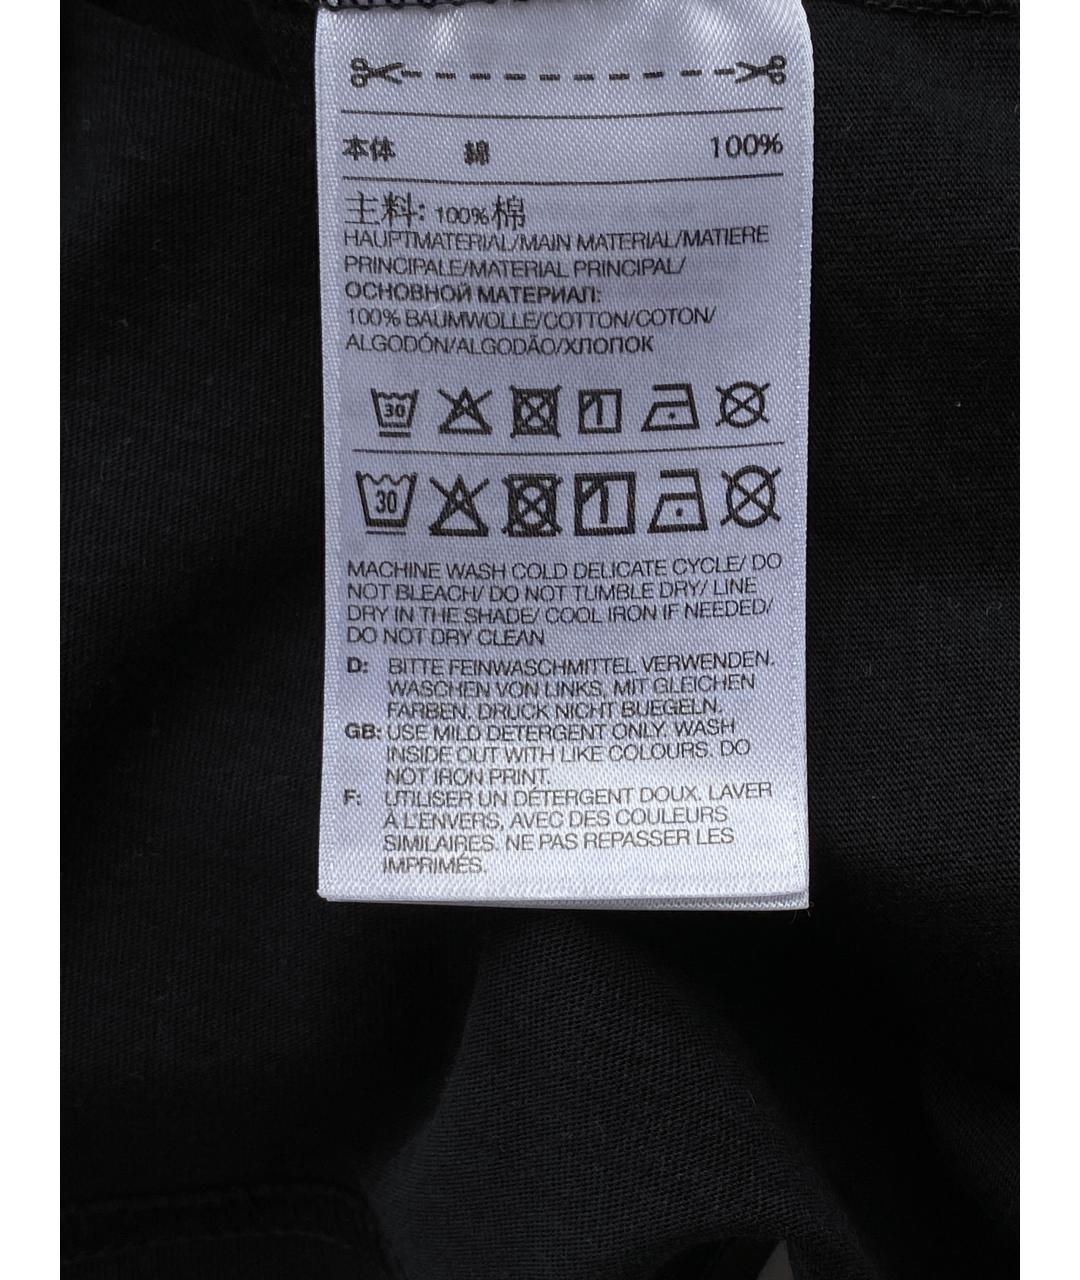 本体 綿 100%
主料: 100%棉
HAUPTMATERIAL/MAIN MATERIAL/MATIERE
PRINCIPALE/MATERIAL PRINCIPAL/
ОСНОВНОЙ МАТЕРИАЛ:
100% BAUMWOLLE/COTTON/COTON/
ALGODÓN/ALGODÃO/ХЛОПОК
30
30
MACHINE WASH COLD DELICATE CYCLE/ DO
NOT BLEACH/ DO NOT TUMBLE DRY/ LINE
DRY IN THE SHADE/ COOL IRON IF NEEDED/
DO NOT DRY CLEAN
D: BITTE FEINWASCHMITTEL VERWENDEN.
WASCHEN VON LINKS, MIT GLEICHEN
FARBEN. DRUCK NICHT BUEGELN.
GB: USE MILD DETERGENT ONLY. WASH
INSIDE OUT WITH LIKE COLOURS. DO
NOT IRON PRINT.
F: UTILISER UN DÉTERGENT DOUX. LAVER
À L'ENVERS, AVEC DES COULEURS
SIMILAIRES. NE PAS REPASSER LES
IMPRIMÉS.